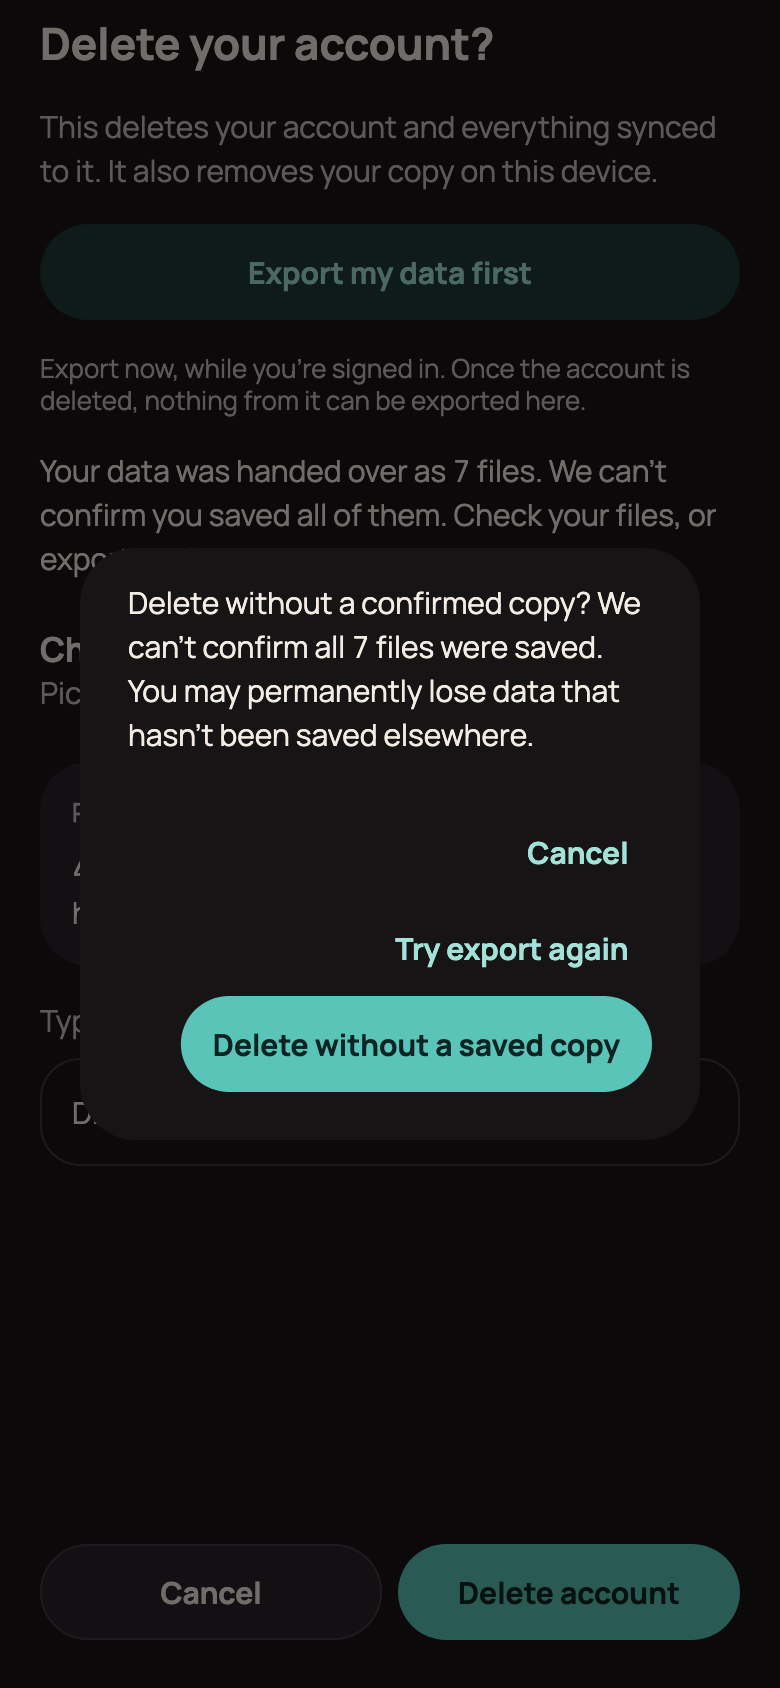 Delete your account?
This deletes your account and everything synced
to it. It also removes your copy on this device.
Export my data first
Export now, while you're signed in. Once the account is
deleted, nothing from it can be exported here.
Your data was handed over as 7 files. We can't
confirm you saved all of them. Check your files, or
Delete without a confirmed copy? We
can't confirm all 7 files were saved.
You may permanently lose data that
hasn't been saved elsewhere.
Cancel
Try export again
Delete without a saved copy
Cancel
Delete account